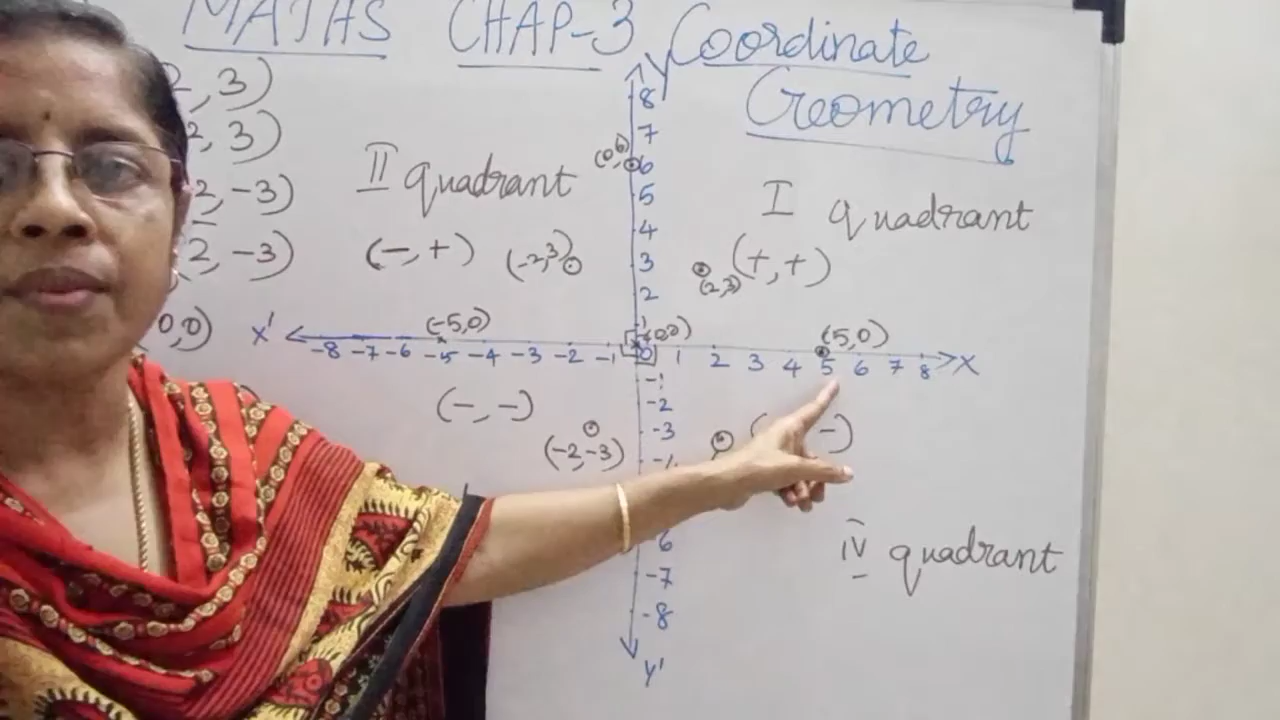 MATHS CHAP-3 Coordinate
Geometry
2, 3)
2, 3)
2, -3)
2, -3)
0,0)
Y
8
7
(0,6) 6
5
4
3
2
1
II quadrant
(-, +) (-2,3)
I quadrant
(+, +)
(2,3)
(-5,0) (0,0) (5,0)
X' -8 -7 -6 -5 -4 -3 -2 -1 0 1 2 3 4 5 6 7 8 X
-1
-2
-3
(-, -)
(-2,-3)
-)
6
-7
-8
Y'
IV quadrant